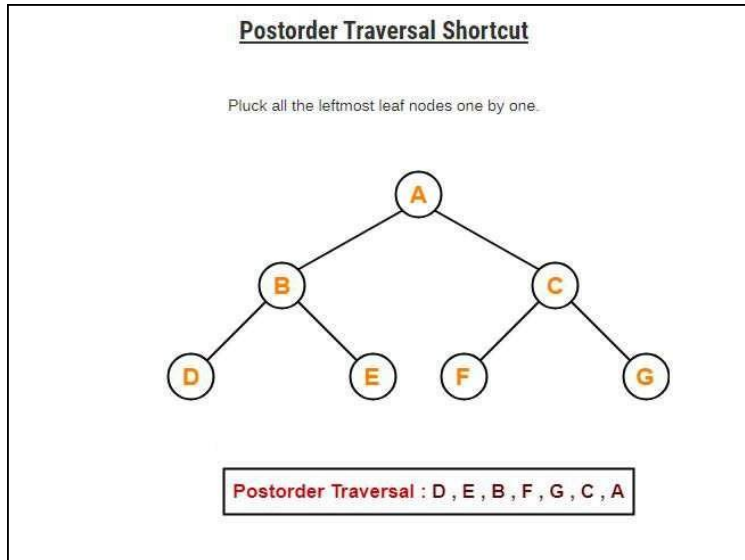 Postorder Traversal Shortcut
Pluck all the leftmost leaf nodes one by one.
A
B
C
D
E
F
G
Postorder Traversal : D , E , B , F , G , C , A